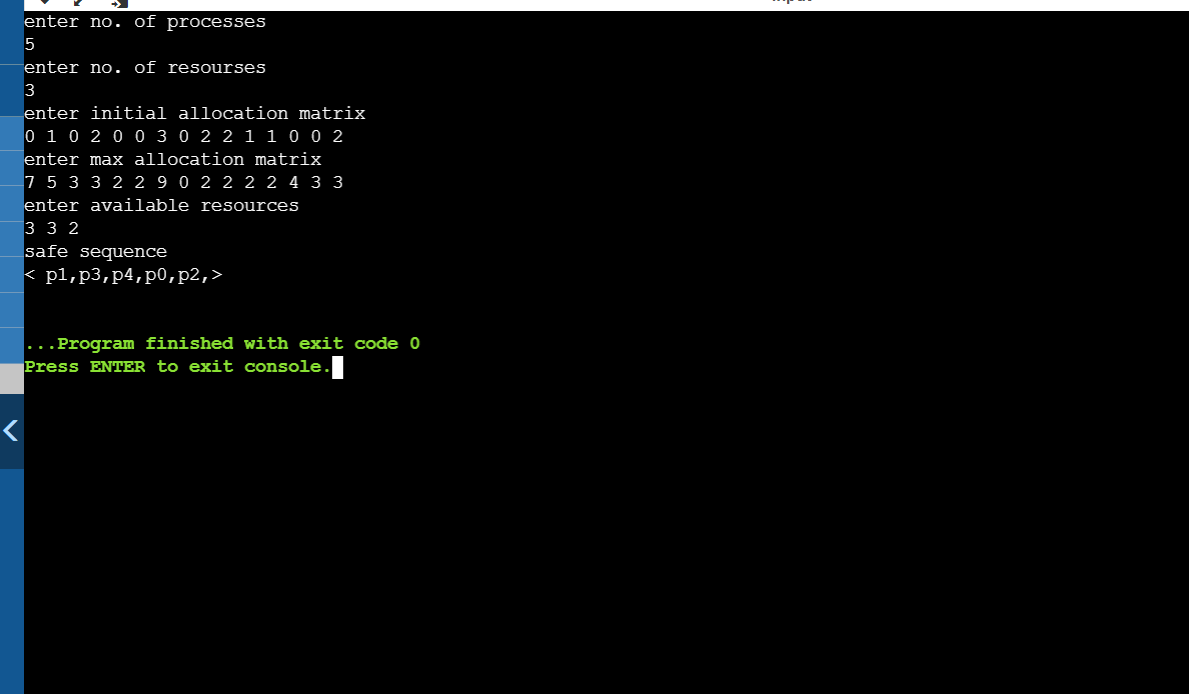 enter no. of processes
5
enter no. of resourses
3
enter initial allocation matrix
0 1 0 2 0 0 3 0 2 2 1 1 0 0 2
enter max allocation matrix
7 5 3 3 2 2 9 0 2 2 2 2 4 3 3
enter available resources
3 3 2
safe sequence
< p1,p3,p4,p0,p2,>
...Program finished with exit code 0
Press ENTER to exit console.